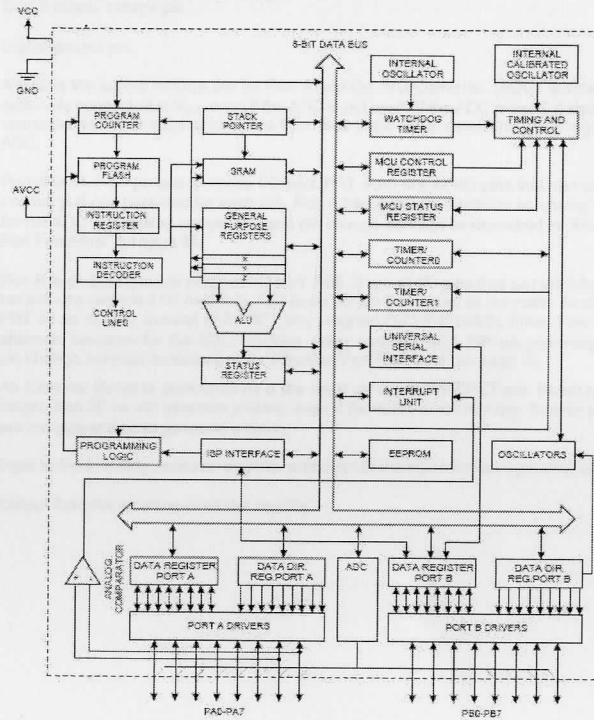 VCC
8-BIT DATA BUS
INTERNAL OSCILLATOR
INTERNAL CALIBRATED OSCILLATOR
GND
PROGRAM COUNTER
STACK POINTER
WATCHDOG TIMER
TIMING AND CONTROL
PROGRAM FLASH
SRAM
MCU CONTROL REGISTER
AVCC
INSTRUCTION REGISTER
GENERAL PURPOSE REGISTERS
MCU STATUS REGISTER
X
Y
Z
INSTRUCTION DECODER
TIMER/ COUNTER0
CONTROL LINES
ALU
TIMER/ COUNTER1
STATUS REGISTER
UNIVERSAL SERIAL INTERFACE
INTERRUPT UNIT
PROGRAMMING LOGIC
ISP INTERFACE
EEPROM
OSCILLATORS
ANALOG COMPARATOR
DATA REGISTER PORT A
DATA DIR. REG.PORT A
ADC
DATA REGISTER PORT B
DATA DIR. REG.PORT B
PORT A DRIVERS
PORT B DRIVERS
PA0-PA7
PB0-PB7